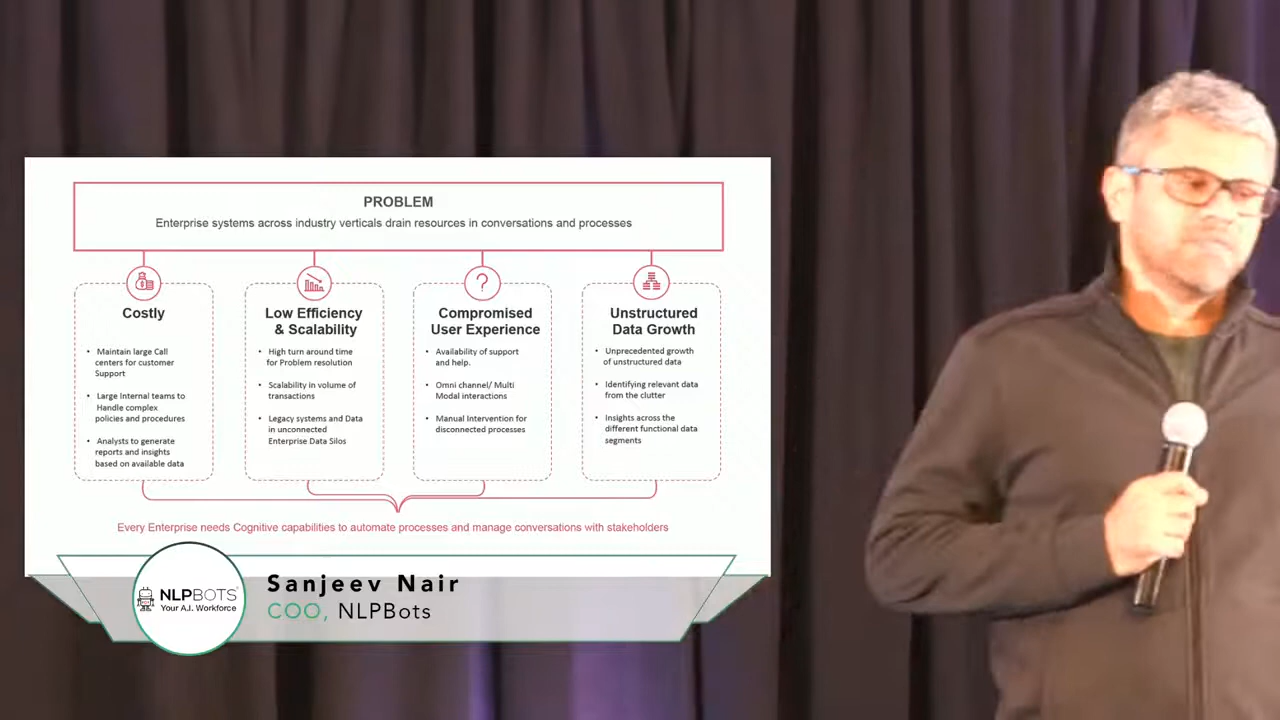 PROBLEM
Enterprise systems across industry verticals drain resources in conversations and processes
Costly
• Maintain large Call
centers for customer
Support
• Large Internal teams to
Handle complex
policies and procedures
• Analysts to generate
reports and insights
based on available data
Low Efficiency
& Scalability
• High turn around time
for Problem resolution
• Scalability in volume of
transactions
• Legacy systems and Data
in unconnected
Enterprise Data Silos
?
Compromised
User Experience
• Availability of support
and help.
• Omni channel/ Multi
Modal interactions
• Manual Intervention for
disconnected processes
Unstructured
Data Growth
• Unprecedented growth
of unstructured data
• Identifying relevant data
from the clutter
• Insights across the
different functional data
segments
Every Enterprise needs Cognitive capabilities to automate processes and manage conversations with stakeholders
NLPBOTS
Your A.I. Workforce
Sanjeev Nair
COO, NLPBots